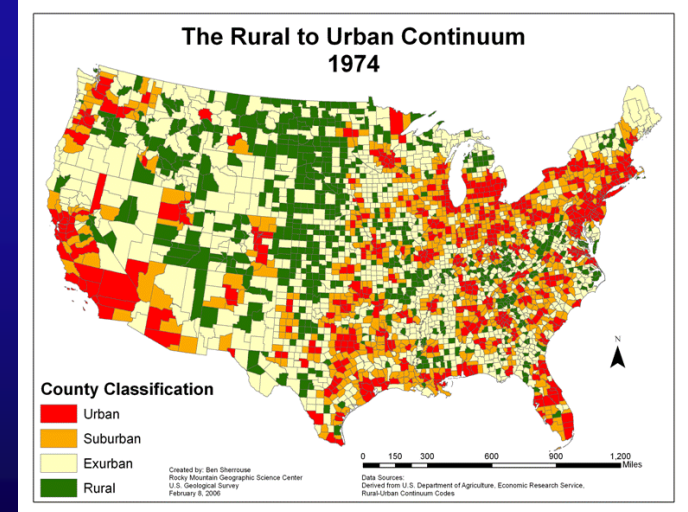 The Rural to Urban Continuum
1974
N
County Classification
Urban
Suburban
Exurban
Rural
0 150 300 600 900 1,200
Miles
Created by: Ben Sherrouse
Rocky Mountain Geographic Science Center
U.S. Geological Survey
February 8, 2006
Data Sources:
Derived from U.S. Department of Agriculture, Economic Research Service,
Rural-Urban Continuum Codes